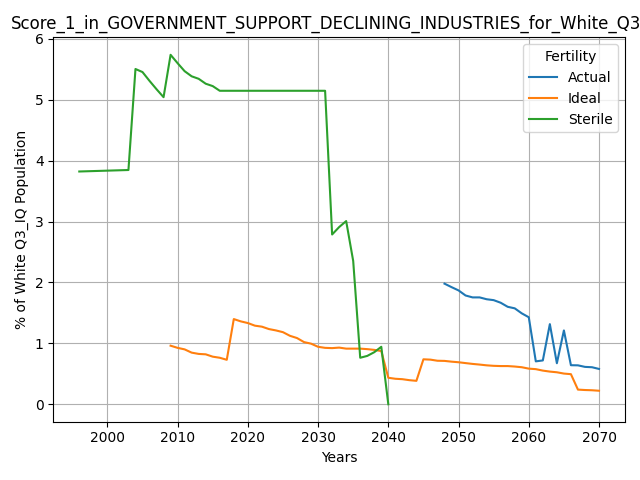 Score_1_in_GOVERNMENT_SUPPORT_DECLINING_INDUSTRIES_for_White_Q3
Fertility
Actual
Ideal
Sterile
% of White Q3_IQ Population
6
5
4
3
2
1
0
2000 2010 2020 2030 2040 2050 2060 2070
Years